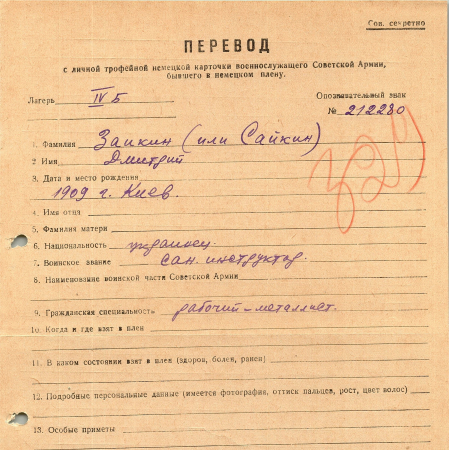 Сов. секретно
ПЕРЕВОД
с личной трофейной немецкой карточки военнослужащего Советской Армии,
бывшего в немецком плену.
Лагерь IV Б
Опознавательный знак
№ 212280
1. Фамилия Заикин (или Сайкин)
2. Имя Дмитрий
3. Дата и место рождения
1909 г. Киев.
4. Имя отца
5. Фамилия матери
6. Национальность украинец
7. Воинское звание сан. инструктор.
8. Наименование воинской части Советской Армии
9. Гражданская специальность рабочий-металлист.
10. Когда и где взят в плен
11. В каком состоянии взят в плен (здоров, болен, ранен)
12. Подробные персональные данные (имеется фотография, оттиск пальцев, рост, цвет волос)
13. Особые приметы